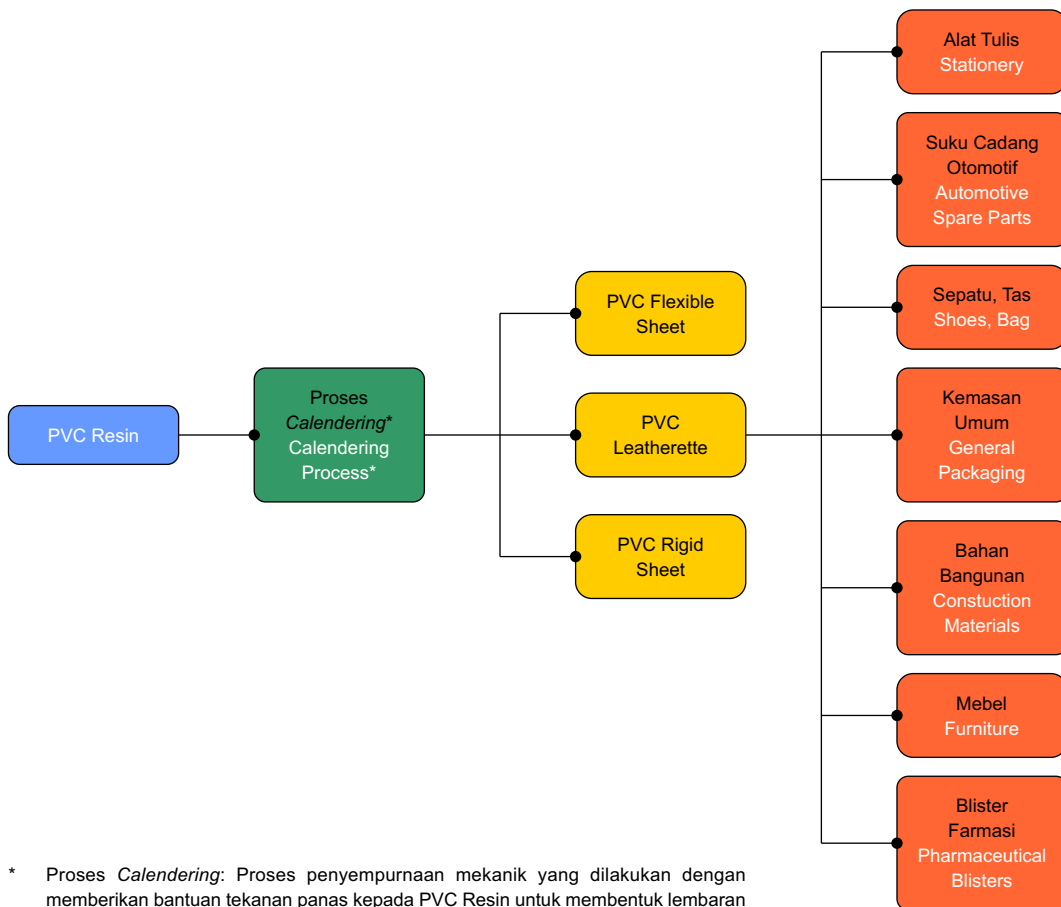 PVC Resin
Proses
Calendering*
Calendering
Process*
PVC Flexible
Sheet
PVC
Leatherette
PVC Rigid
Sheet
Alat Tulis
Stationery
Suku Cadang
Otomotif
Automotive
Spare Parts
Sepatu, Tas
Shoes, Bag
Kemasan
Umum
General
Packaging
Bahan
Bangunan
Constuction
Materials
Mebel
Furniture
Blister
Farmasi
Pharmaceutical
Blisters
* Proses Calendering: Proses penyempurnaan mekanik yang dilakukan dengan
memberikan bantuan tekanan panas kepada PVC Resin untuk membentuk lembaran